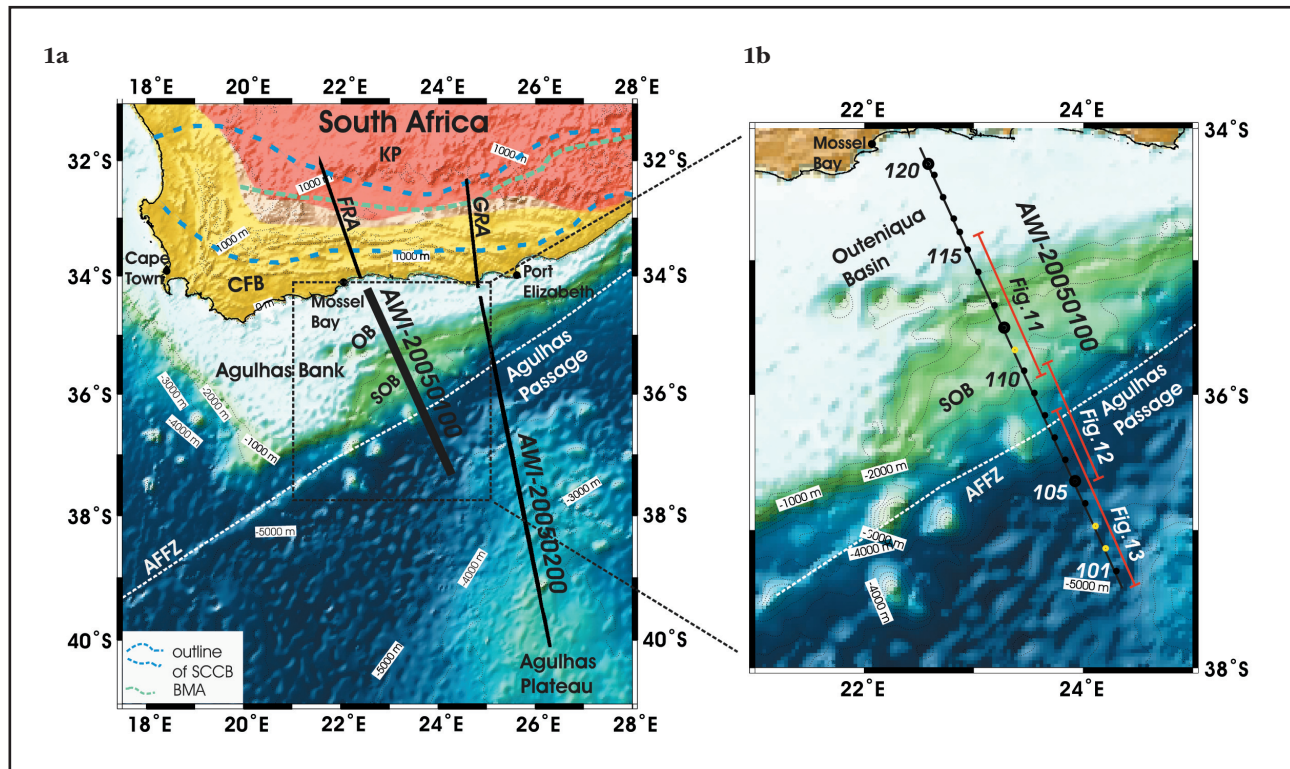 1a
18°E 20°E 22°E 24°E 26°E 28°E
South Africa
KP
32°S
1000 m
1000 m
FRA
GRA
1000 m
1000 m
Cape
Town
CFB
0 m
34°S
Mossel
Bay
Port
Elizabeth
OB
AWI-20050100
Agulhas Bank
SOB
Agulhas
Passage
-3000 m
-2000 m
-4000 m
-1000 m
36°S
36°S
AWI-20050200
-3000 m
38°S
38°S
-5000 m
AFFZ
-4000 m
40°S
40°S
-5000 m
outline
of SCCB
BMA
Agulhas
Plateau
18°E 20°E 22°E 24°E 26°E 28°E
32°S
34°S
1b
22°E 24°E
34°S
Mossel
Bay
120
Outeniqua
Basin
115
AWI-20050100
Fig.11
110
SOB
36°S
Agulhas
Passage
Fig.12
-2000 m
-1000 m
AFFZ
105
Fig.13
-4000 m
-4000 m
101
-5000 m
38°S
22°E 24°E